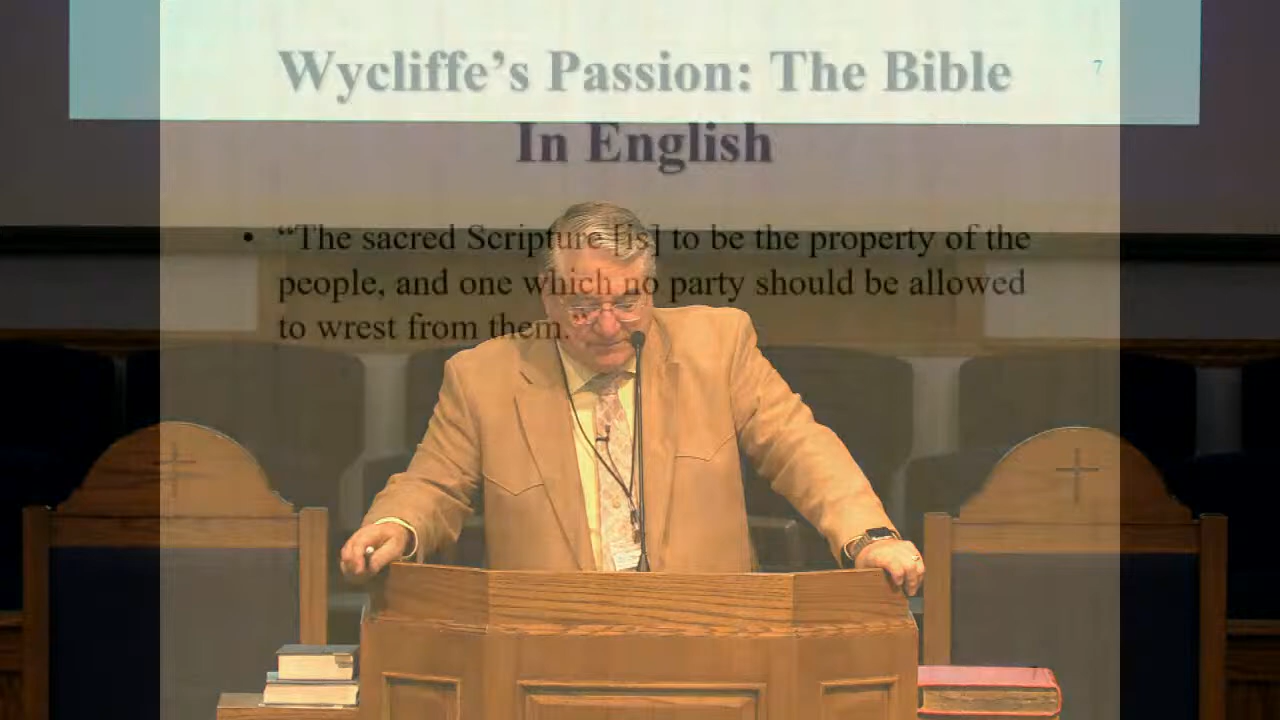 Wycliffe's Passion: The Bible
In English
7
• “The sacred Scripture [is] to be the property of the
people, and one which no party should be allowed
to wrest from them.